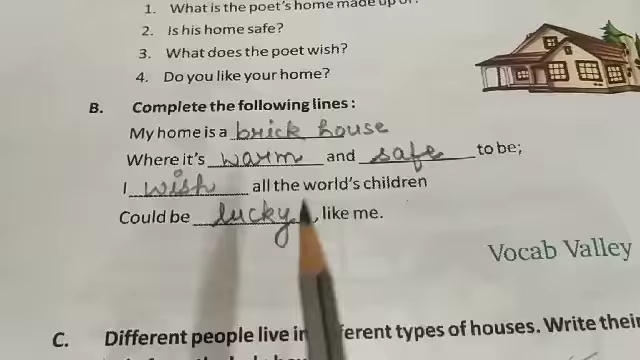 1. What is the poet's home made up of?
2. Is his home safe?
3. What does the poet wish?
4. Do you like your home?
B. Complete the following lines:
My home is a brick house
Where it's warm and safe to be;
I wish all the world's children
Could be lucky, like me.
Vocab Valley
C. Different people live in ferent types of houses. Write their